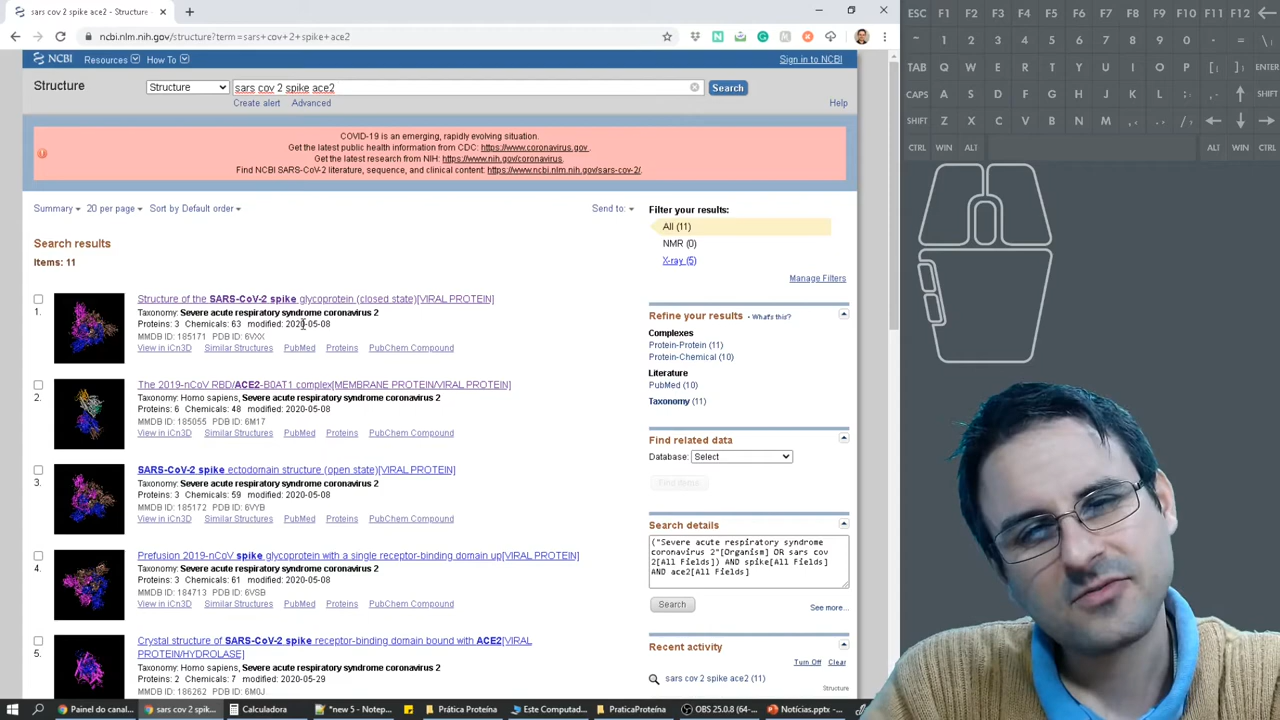 sars cov 2 spike ace2 - Structure
ncbi.nlm.nih.gov/structure?term=sars+cov+2+spike+ace2
NCBI Resources How To Sign in to NCBI
Structure
Structure
sars cov 2 spike ace2
Search
Create alert Advanced
Help
COVID-19 is an emerging, rapidly evolving situation.
Get the latest public health information from CDC: https://www.coronavirus.gov .
Get the latest research from NIH: https://www.nih.gov/coronavirus.
Find NCBI SARS-CoV-2 literature, sequence, and clinical content: https://www.ncbi.nlm.nih.gov/sars-cov-2/.
Summary 20 per page Sort by Default order
Send to:
Search results
Items: 11
1.
Structure of the SARS-CoV-2 spike glycoprotein (closed state)[VIRAL PROTEIN]
Taxonomy: Severe acute respiratory syndrome coronavirus 2
Proteins: 3 Chemicals: 63 modified: 2020-05-08
MMDB ID: 185171 PDB ID: 6VXX
View in iCn3D Similar Structures PubMed Proteins PubChem Compound
2.
The 2019-nCoV RBD/ACE2-B0AT1 complex[MEMBRANE PROTEIN/VIRAL PROTEIN]
Taxonomy: Homo sapiens, Severe acute respiratory syndrome coronavirus 2
Proteins: 6 Chemicals: 48 modified: 2020-05-08
MMDB ID: 185055 PDB ID: 6M17
View in iCn3D Similar Structures PubMed Proteins PubChem Compound
3.
SARS-CoV-2 spike ectodomain structure (open state)[VIRAL PROTEIN]
Taxonomy: Severe acute respiratory syndrome coronavirus 2
Proteins: 3 Chemicals: 59 modified: 2020-05-08
MMDB ID: 185172 PDB ID: 6VYB
View in iCn3D Similar Structures PubMed Proteins PubChem Compound
4.
Prefusion 2019-nCoV spike glycoprotein with a single receptor-binding domain up[VIRAL PROTEIN]
Taxonomy: Severe acute respiratory syndrome coronavirus 2
Proteins: 3 Chemicals: 61 modified: 2020-05-08
MMDB ID: 184713 PDB ID: 6VSB
View in iCn3D Similar Structures PubMed Proteins PubChem Compound
5.
Crystal structure of SARS-CoV-2 spike receptor-binding domain bound with ACE2[VIRAL
PROTEIN/HYDROLASE]
Taxonomy: Homo sapiens, Severe acute respiratory syndrome coronavirus 2
Proteins: 2 Chemicals: 7 modified: 2020-05-29
MMDB ID: 186262 PDB ID: 6M0J
Filter your results:
All (11)
NMR (0)
X-ray (5)
Manage Filters
Refine your results • What's this?
Complexes
Protein-Protein (11)
Protein-Chemical (10)
Literature
PubMed (10)
Taxonomy (11)
Find related data
Database: Select
Find items
Search details
("Severe acute respiratory syndrome
coronavirus 2"[Organism] OR sars cov
2[All Fields]) AND spike[All Fields]
AND ace2[All Fields]
Search
See more...
Recent activity
Turn Off Clear
sars cov 2 spike ace2 (11)
Structure
Painel do cana...
sars cov 2 spik...
Calculadora
*new 5 - Notep...
Prática Proteína
Este Computad...
PraticaProteina
OBS 25.0.8 (64...
Notícias.pptx - ...
ESC F1 F2 F3 F4 F5 F6 F7 F8 F9 F10 F11 F12
~ 1 2 3 4 5 6 7 8 9 0 - +
TAB Q W E R T Y U I O P [ ] ENTER
CAPS A S D F G H J K L ; ' \
SHIFT Z X C V B N M , . / SHIFT
CTRL WIN ALT ALT WIN CTRL